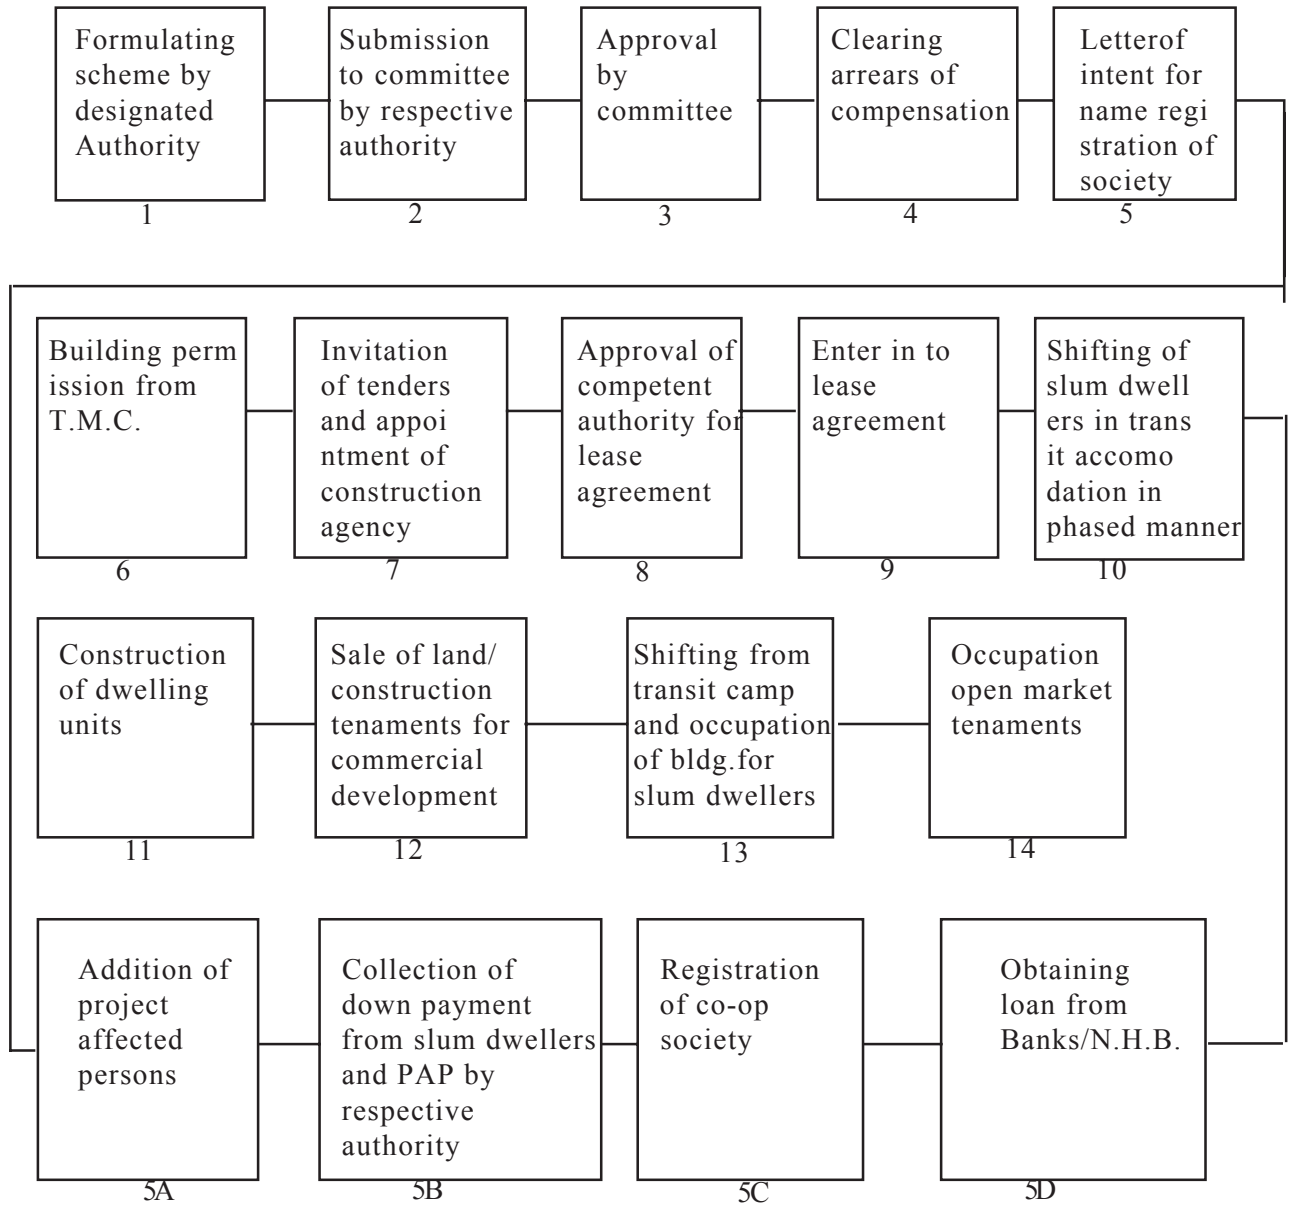 Formulating
scheme by
designated
Authority
1
Submission
to committee
by respective
authority
2
Approval
by
committee
3
Clearing
arrears of
compensation
4
Letterof
intent for
name regi
stration of
society
5
Building perm
ission from
T.M.C.
6
Invitation
of tenders
and appoi
ntment of
construction
agency
7
Approval of
competent
authority for
lease
agreement
8
Enter in to
lease
agreement
9
Shifting of
slum dwell
ers in trans
it accomo
dation in
phased manner
10
Construction
of dwelling
units
11
Sale of land/
construction
tenaments for
commercial
development
12
Shifting from
transit camp
and occupation
of bldg.for
slum dwellers
13
Occupation
open market
tenaments
14
Addition of
project
affected
persons
5A
Collection of
down payment
from slum dwellers
and PAP by
respective
authority
5B
Registration
of co-op
society
5C
Obtaining
loan from
Banks/N.H.B.
5D